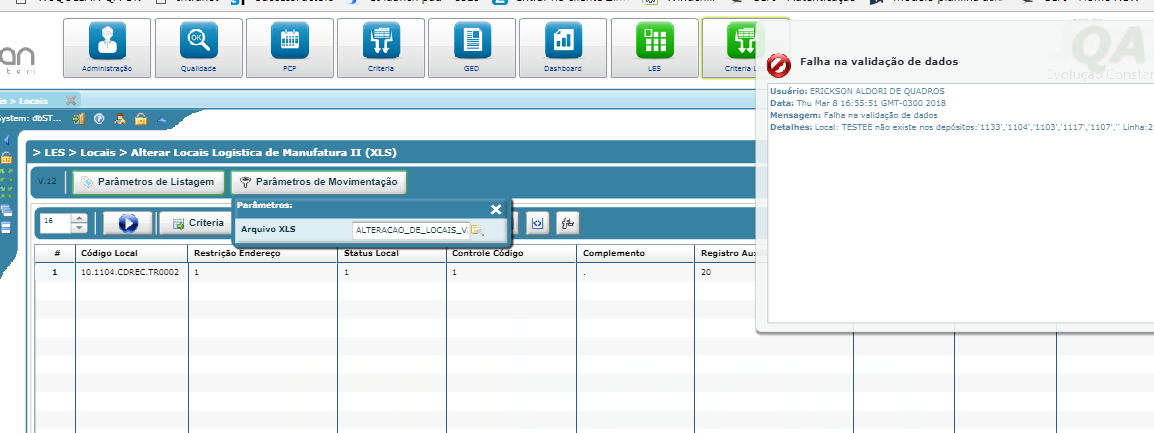 Administração
Qualidade
PCP
Criteria
GED
Dashboard
LES
Criteria
QA
Evolução Constan
Falha na validação de dados
Usuário: ERICKSON ALDORI DE QUADROS
Data: Thu Mar 8 16:55:51 GMT-0300 2018
Mensagem: Falha na validação de dados
Detalhes: Local: TESTEE não existe nos depósitos:'1133','1104','1103','1117','1107','' Linha:2
s > Locais
ystem: dbST...
> LES > Locais > Alterar Locais Logística de Manufatura II (XLS)
V.12
Parâmetros de Listagem
Parâmetros de Movimentação
Parâmetros:
Arquivo XLS
ALTERACAO_DE_LOCAIS_V.
16
Criteria
# Código Local Restrição Endereço Status Local Controle Código Complemento Registro Auxi
1 10.1104.CDREC.TR0002 1 1 1 . 20